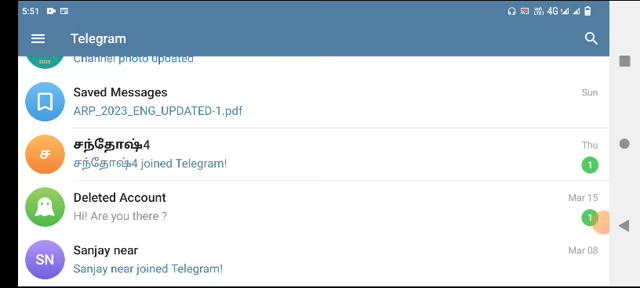 5:51
4G
Telegram
Channel photo updated
Saved Messages
Sun
ARP_2023_ENG_UPDATED-1.pdf
சந்தோஷ்4
Thu
ச
சந்தோஷ்4 joined Telegram!
1
Deleted Account
Mar 15
Hi! Are you there ?
1
Sanjay near
Mar 08
SN
Sanjay near joined Telegram!